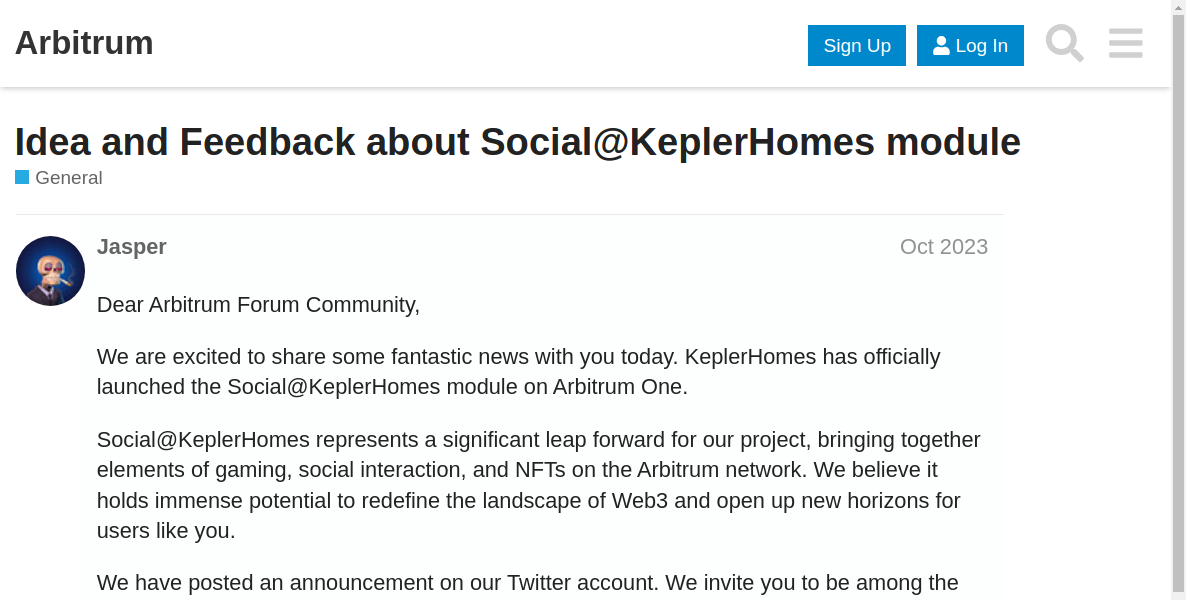 Arbitrum
Sign Up
Log In
Idea and Feedback about Social@KeplerHomes module
General
Jasper
Oct 2023
Dear Arbitrum Forum Community,
We are excited to share some fantastic news with you today. KeplerHomes has officially
launched the Social@KeplerHomes module on Arbitrum One.
Social@KeplerHomes represents a significant leap forward for our project, bringing together
elements of gaming, social interaction, and NFTs on the Arbitrum network. We believe it
holds immense potential to redefine the landscape of Web3 and open up new horizons for
users like you.
We have posted an announcement on our Twitter account. We invite you to be among the